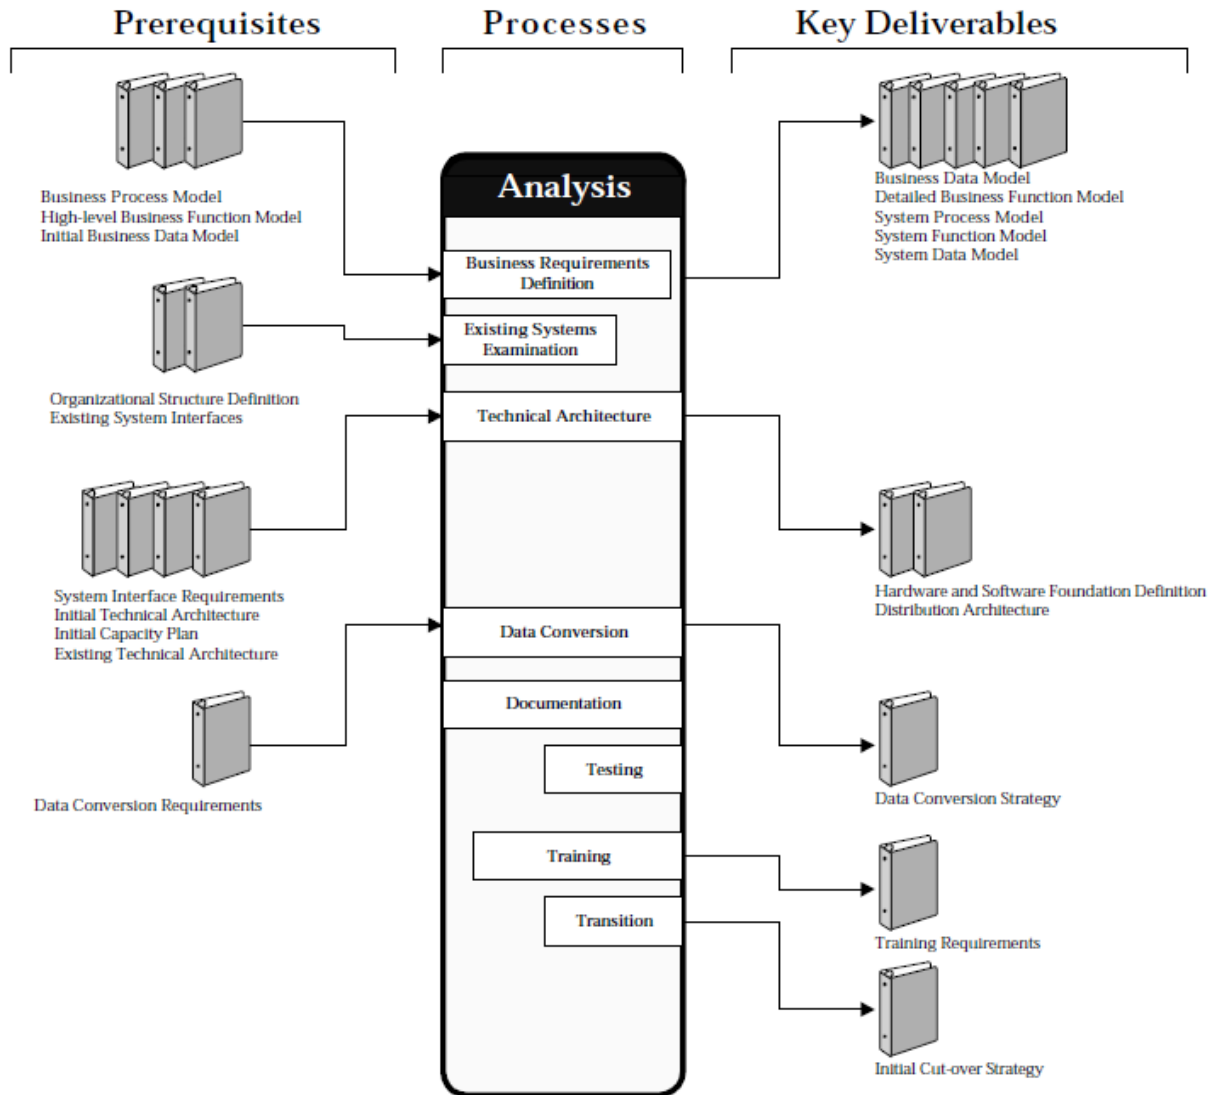 Prerequisites
Processes
Key Deliverables
Business Process Model
High-level Business Function Model
Initial Business Data Model
Organizational Structure Definition
Existing System Interfaces
System Interface Requirements
Initial Technical Architecture
Initial Capacity Plan
Existing Technical Architecture
Data Conversion Requirements
Analysis
Business Requirements
Definition
Existing Systems
Examination
Technical Architecture
Data Conversion
Documentation
Testing
Training
Transition
Business Data Model
Detailed Business Function Model
System Process Model
System Function Model
System Data Model
Hardware and Software Foundation Definition
Distribution Architecture
Data Conversion Strategy
Training Requirements
Initial Cut-over Strategy